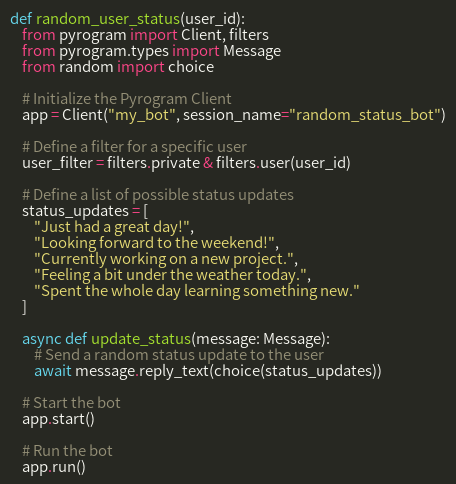 def random_user_status(user_id):
    from pyrogram import Client, filters
    from pyrogram.types import Message
    from random import choice

    # Initialize the Pyrogram Client
    app = Client("my_bot", session_name="random_status_bot")

    # Define a filter for a specific user
    user_filter = filters.private & filters.user(user_id)

    # Define a list of possible status updates
    status_updates = [
        "Just had a great day!",
        "Looking forward to the weekend!",
        "Currently working on a new project.",
        "Feeling a bit under the weather today.",
        "Spent the whole day learning something new."
    ]

    async def update_status(message: Message):
        # Send a random status update to the user
        await message.reply_text(choice(status_updates))

    # Start the bot
    app.start()

    # Run the bot
    app.run()